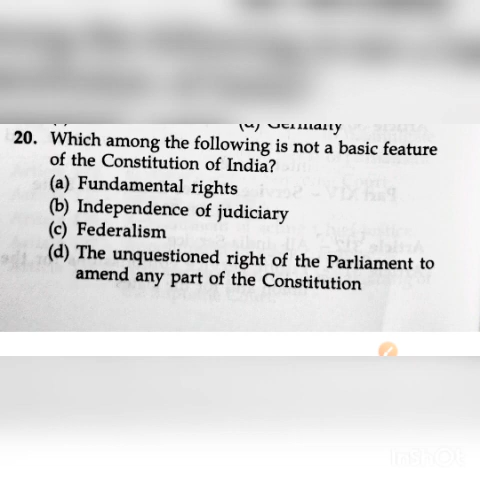 (d) Germany
20. Which among the following is not a basic feature
of the Constitution of India?
(a) Fundamental rights
(b) Independence of judiciary
(c) Federalism
(d) The unquestioned right of the Parliament to
amend any part of the Constitution